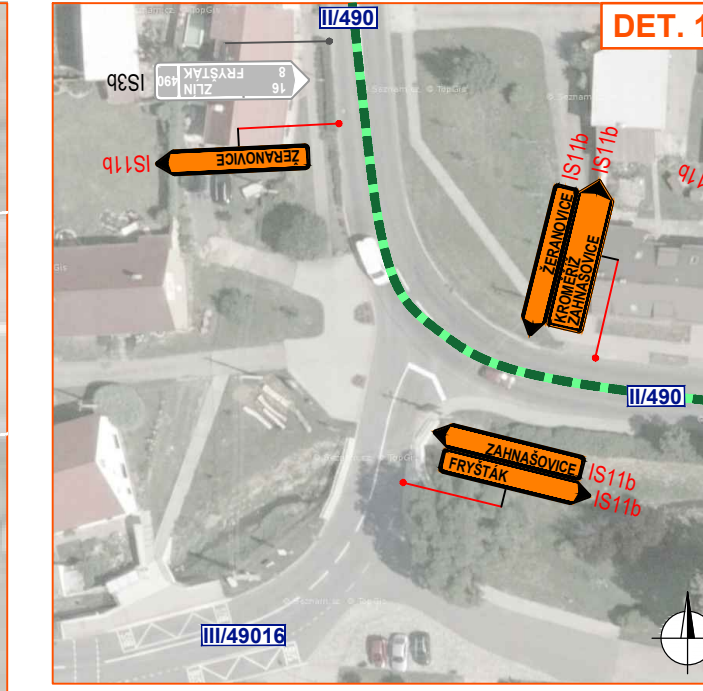 II/490
DET. 1
IS3b
490
ZLÍN 16
FRYŠTÁK 8
IS11b
ŽERANOVICE
IS11b
IS11b
ŽERANOVICE
KROMĚŘÍŽ
ZAHNAŠOVICE
II/490
ZAHNAŠOVICE
FRYŠTÁK
IS11b
IS11b
III/49016